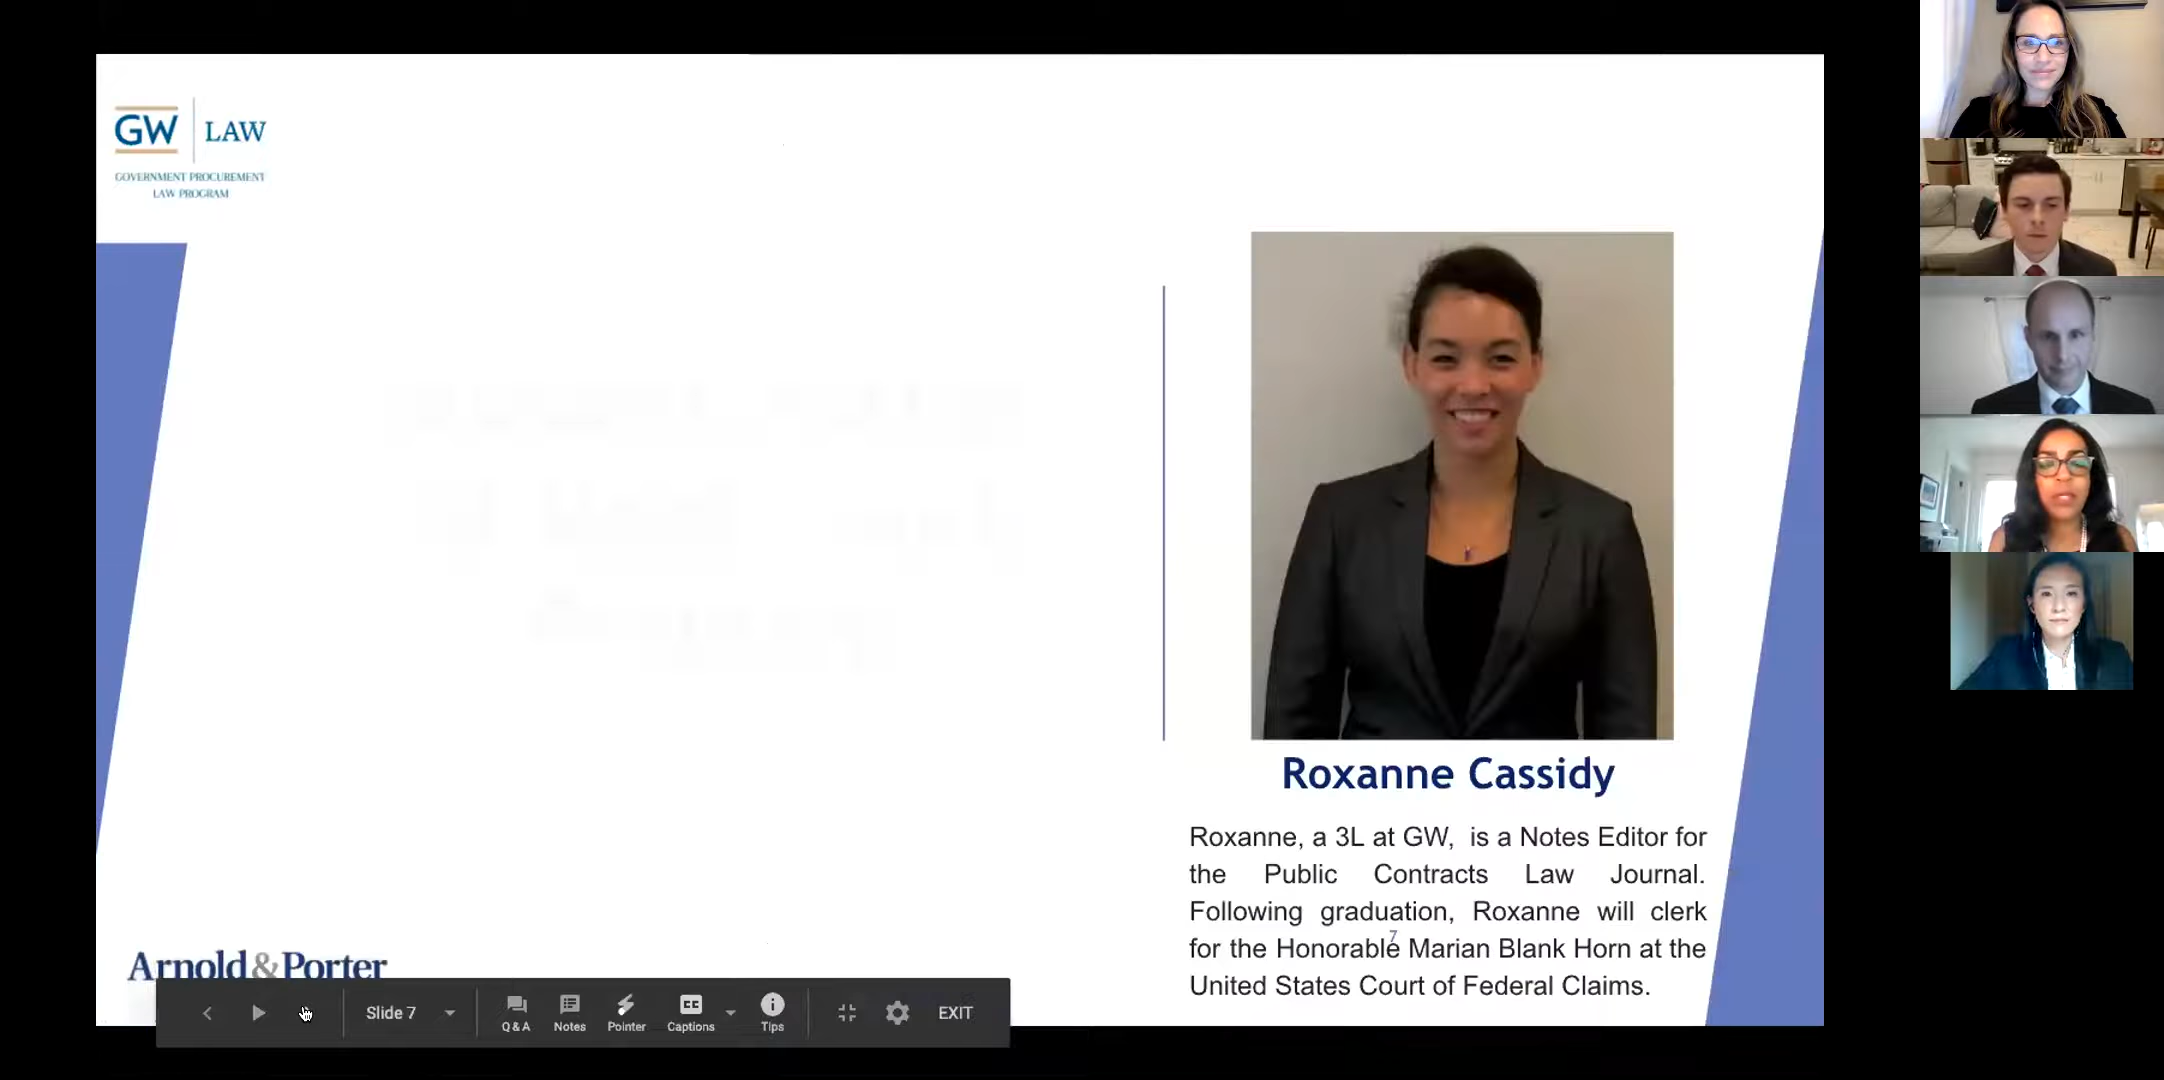 GW LAW
GOVERNMENT PROCUREMENT
LAW PROGRAM
Roxanne Cassidy
Roxanne, a 3L at GW, is a Notes Editor for
the Public Contracts Law Journal.
Following graduation, Roxanne will clerk
7
for the Honorable Marian Blank Horn at the
United States Court of Federal Claims.
Arnold&Porter
Slide 7
Q & A
Notes
Pointer
CC
Captions
Tips
EXIT